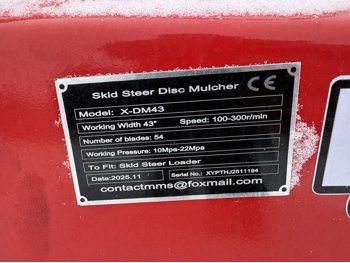 Skid Steer Disc Mulcher CE
Model: X-DM43
Working Width 43" Speed: 100-300r/min
Number of blades: 54
Working Pressure: 10Mpa-22Mpa
To Fit: Skid Steer Loader
Date:2025.11 Serial No.: XYPTHJ2511194
contactmms@foxmail.com